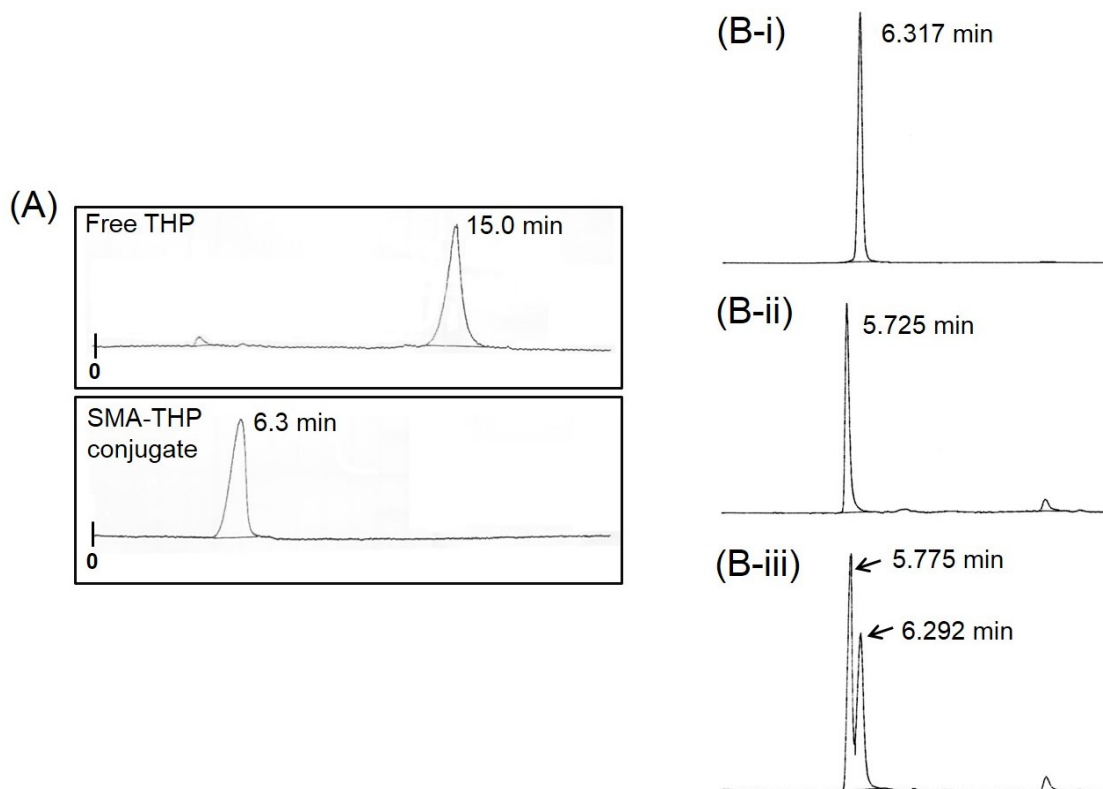 (A)
Free THP
15.0 min
0
SMA-THP
conjugate
6.3 min
0
(B-i)
6.317 min
(B-ii)
5.725 min
(B-iii)
5.775 min
6.292 min